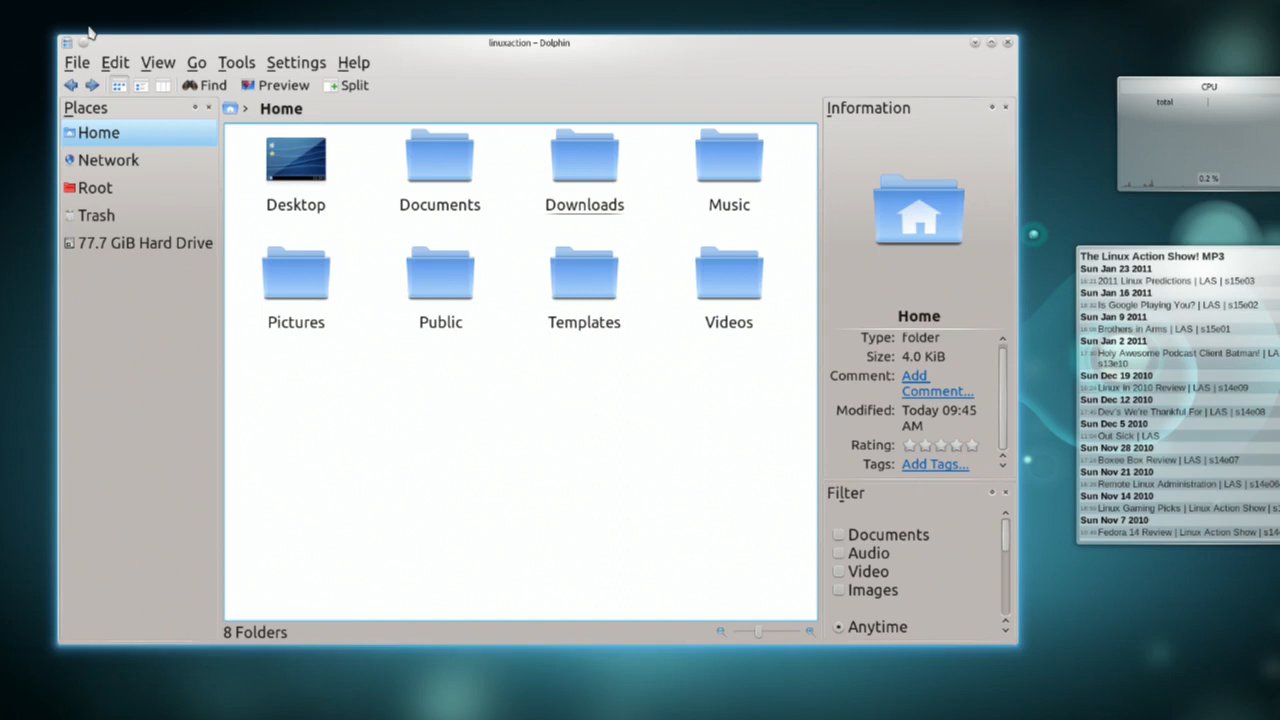 linuxaction – Dolphin
File Edit View Go Tools Settings Help
Find Preview Split
Places
Home
Network
Root
Trash
77.7 GiB Hard Drive
Home
Desktop Documents Downloads Music
Pictures Public Templates Videos
8 Folders
Information
Home
Type: folder
Size: 4.0 KiB
Comment: Add
Comment...
Modified: Today 09:45
AM
Rating:
Tags: Add Tags...
Filter
Documents
Audio
Video
Images
Anytime
CPU
total
0.2 %
The Linux Action Show! MP3
Sun Jan 23 2011
2011 Linux Predictions | LAS | s15e03
Sun Jan 16 2011
Is Google Playing You? | LAS | s15e02
Sun Jan 9 2011
Brothers in Arms | LAS | s15e01
Sun Jan 2 2011
Holy Awesome Podcast Client Batman! | LA
s13e10
Sun Dec 19 2010
Linux in 2010 Review | LAS | s14e09
Sun Dec 12 2010
Dev's We're Thankful For | LAS | s14e08
Sun Dec 5 2010
Out Sick | LAS
Sun Nov 28 2010
Boxee Box Review | LAS | s14e07
Sun Nov 21 2010
Remote Linux Administration | LAS | s14e06
Sun Nov 14 2010
Linux Gaming Picks | Linux Action Show | s1
Sun Nov 7 2010
Fedora 14 Review | Linux Action Show | s14